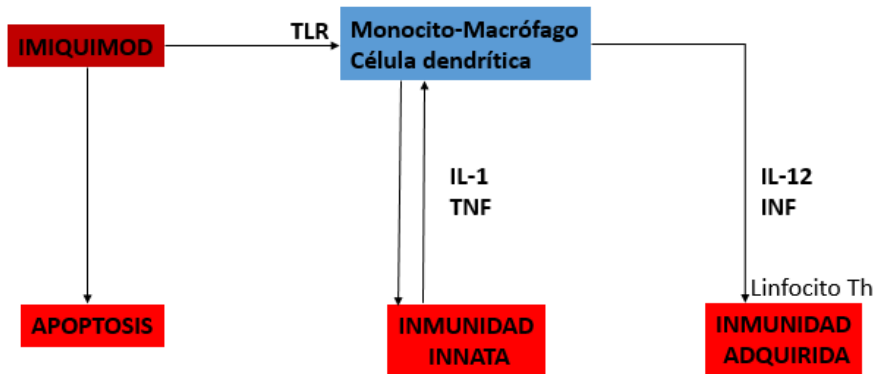 IMIQUIMOD
TLR
Monocito-Macrófago
Célula dendrítica
IL-1
TNF
IL-12
INF
Linfocito Th
APOPTOSIS
INMUNIDAD
INNATA
INMUNIDAD
ADQUIRIDA